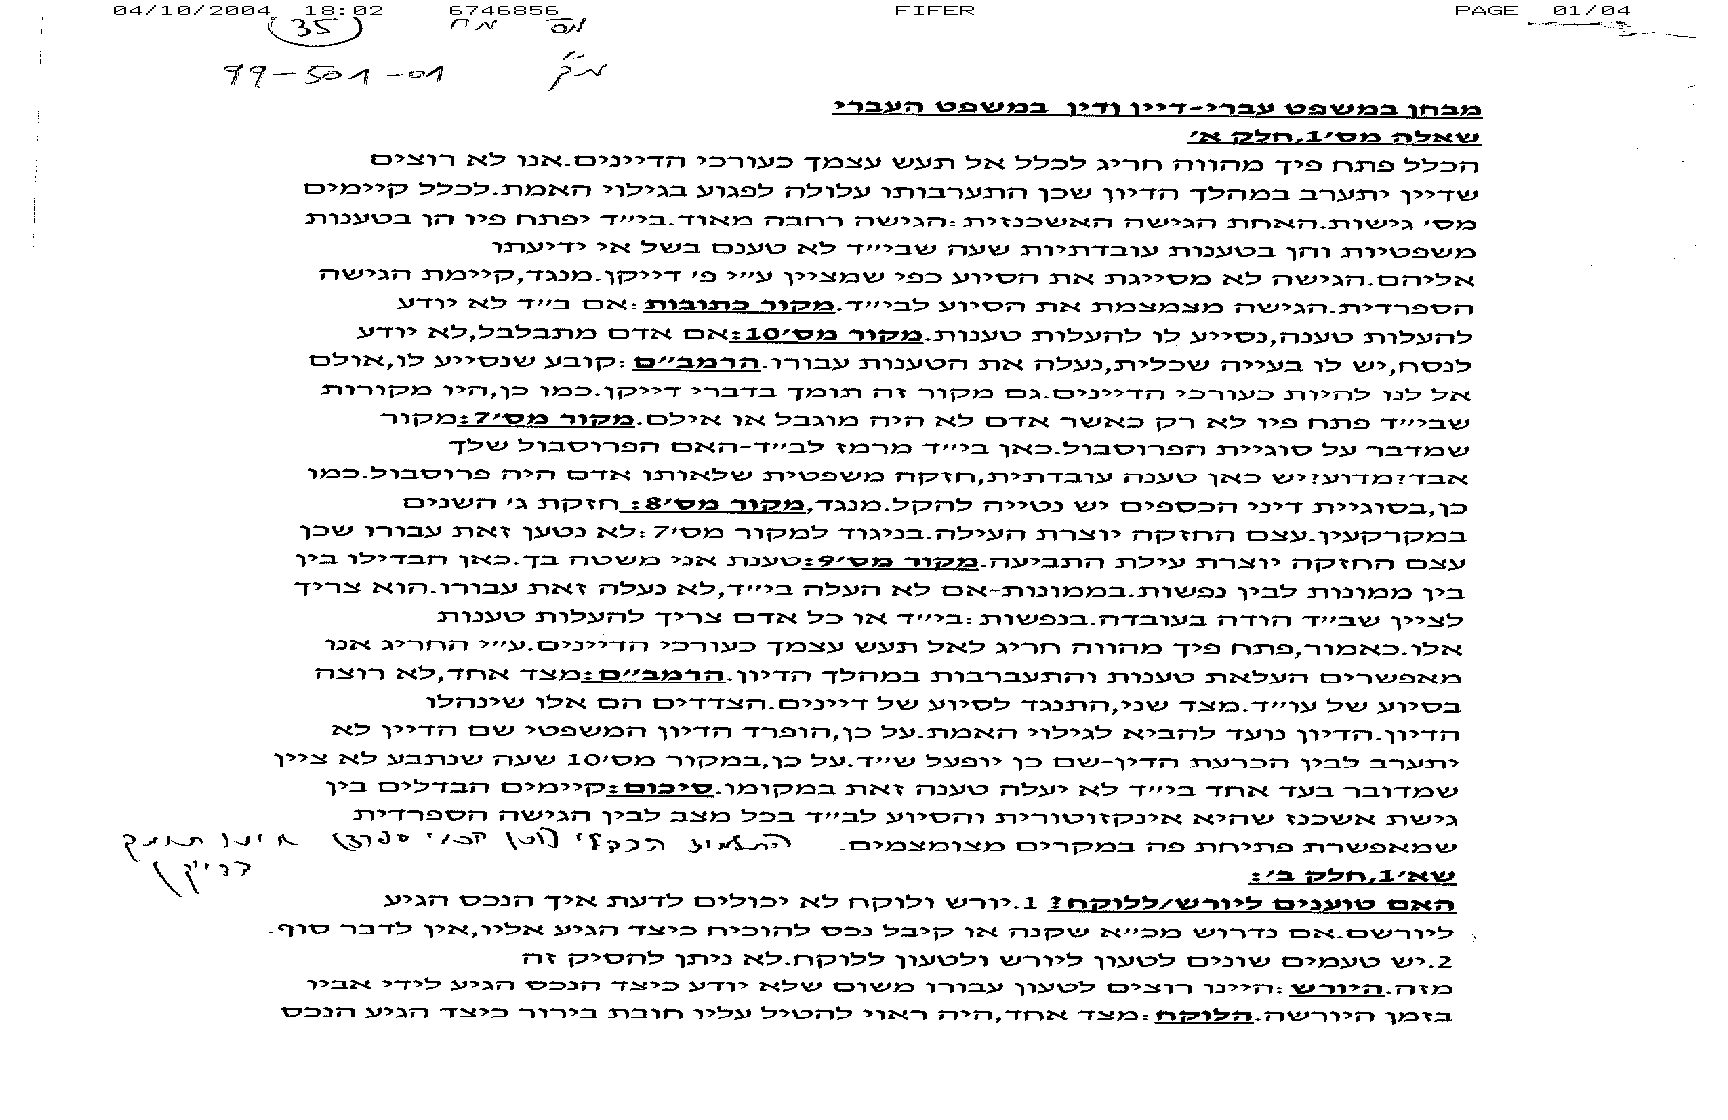 04/10/2004 18:02 6746856 FIFER PAGE 01/04
35
99-501-01
מבחן במשפט עברי-דיין ודין במשפט העברי
שאלה מס'1,חלק א'
הכלל פתח פיך מהווה חריג לכלל אל תעש עצמך כעורכי הדיינים.אנו לא רוצים
שדיין יתערב במהלך הדיון שכן התערבותו עלולה לפגוע בגילוי האמת.לכלל קיימים
מס' גישות.האחת הגישה האשכנזית :הגישה רחבה מאוד.בי״ד יפתח פיו הן בטענות
משפטיות והן בטענות עובדתיות שעה שבי״ד לא טענם בשל אי ידיעתו
אליהם.הגישה לא מסייגת את הסיוע כפי שמציין ע״י פ' דייקן.מנגד,קיימת הגישה
הספרדית.הגישה מצמצמת את הסיוע לבי״ד.מקור כתובות :אם ב״ד לא יודע
להעלות טענה,נסייע לו להעלות טענות.מקור מס'10:אם אדם מתבלבל,לא יודע
לנסח,יש לו בעייה שכלית,נעלה את הטענות עבורו.הרמב״ם :קובע שנסייע לו,אולם
אל לנו להיות כעורכי הדיינים.גם מקור זה תומך בדברי דייקן.כמו כן,היו מקורות
שבי״ד פתח פיו לא רק כאשר אדם לא היה מוגבל או אילם.מקור מס'7:מקור
שמדבר על סוגיית הפרוסבול.כאן בי״ד מרמז לב״ד-האם הפרוסבול שלך
אבד?מדוע?יש כאן טענה עובדתית,חזקה משפטית שלאותו אדם היה פרוסבול.כמו
כן,בסוגיית דיני הכספים יש נטייה להקל.מנגד,מקור מס'8: חזקת ג' השנים
במקרקעין.עצם החזקה יוצרת העילה.בניגוד למקור מס'7 :לא נטען זאת עבורו שכן
עצם החזקה יוצרת עילת התביעה.מקור מס'9:טענת אני משטה בך.כאן הבדילו בין
בין ממונות לבין נפשות.בממונות-אם לא העלה בי״ד,לא נעלה זאת עבורו.הוא צריך
לציין שב״ד הודה בעובדה.בנפשות :בי״ד או כל אדם צריך להעלות טענות
אלו.כאמור,פתח פיך מהווה חריג לאל תעש עצמך כעורכי הדיינים.ע״י החריג אנו
מאפשרים העלאת טענות והתעברבות במהלך הדיון.הרמב״ם:מצד אחד,לא רוצה
בסיוע של עו״ד.מצד שני,התנגד לסיוע של דיינים.הצדדים הם אלו שינהלו
הדיון.הדיון נועד להביא לגילוי האמת.על כן,הופרד הדיון המשפטי שם הדיין לא
יתערב לבין הכרעת הדין-שם כן יופעל שי״ד.על כן,במקור מס'10 שעה שנתבע לא ציין
שמדובר בעד אחד בי״ד לא יעלה טענה זאת במקומו.סיכום:קיימים הבדלים בין
גישת אשכנז שהיא אינקזוטורית והסיוע לב״ד בכל מצב לבין הגישה הספרדית
שמאפשרת פתיחת פה במקרים מצומצמים.
דייקן
שא'1,חלק ב':
האם טוענים ליורש/ללוקח? 1.יורש ולוקח לא יכולים לדעת איך הנכס הגיע
ליורשם.אם נדרוש מכ״א שקנה או קיבל נכס להוכיח כיצד הגיע אליו,אין לדבר סוף.
2.יש טעמים שונים לטעון ליורש ולטעון ללוקח.לא ניתן להסיק זה
מזה.היורש :היינו רוצים לטעון עבורו משום שלא יודע כיצד הנכס הגיע לידי אביו
בזמן היורשה.הלוקח :מצד אחד,היה ראוי להטיל עליו חובת בירור כיצד הגיע הנכס